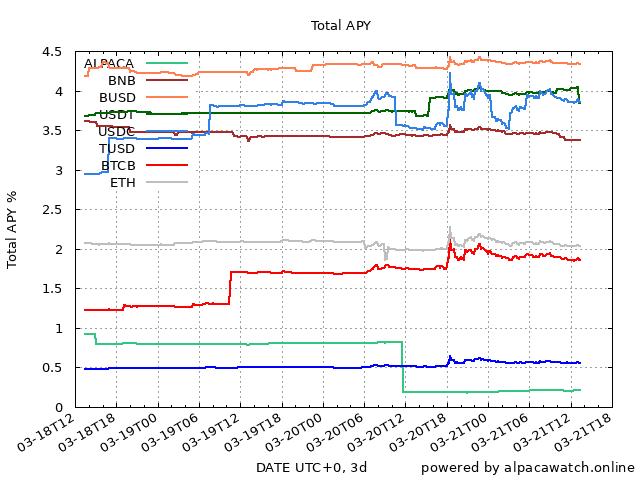 Total APY
Total APY %
4.5
4
3.5
3
2.5
2
1.5
1
0.5
0
ALPACA
BNB
BUSD
USDT
USDC
TUSD
BTCB
ETH
03-18T12
03-18T18
03-19T00
03-19T06
03-19T12
03-19T18
03-20T00
03-20T06
03-20T12
03-20T18
03-21T00
03-21T06
03-21T12
03-21T18
DATE UTC+0, 3d
powered by alpacawatch.online